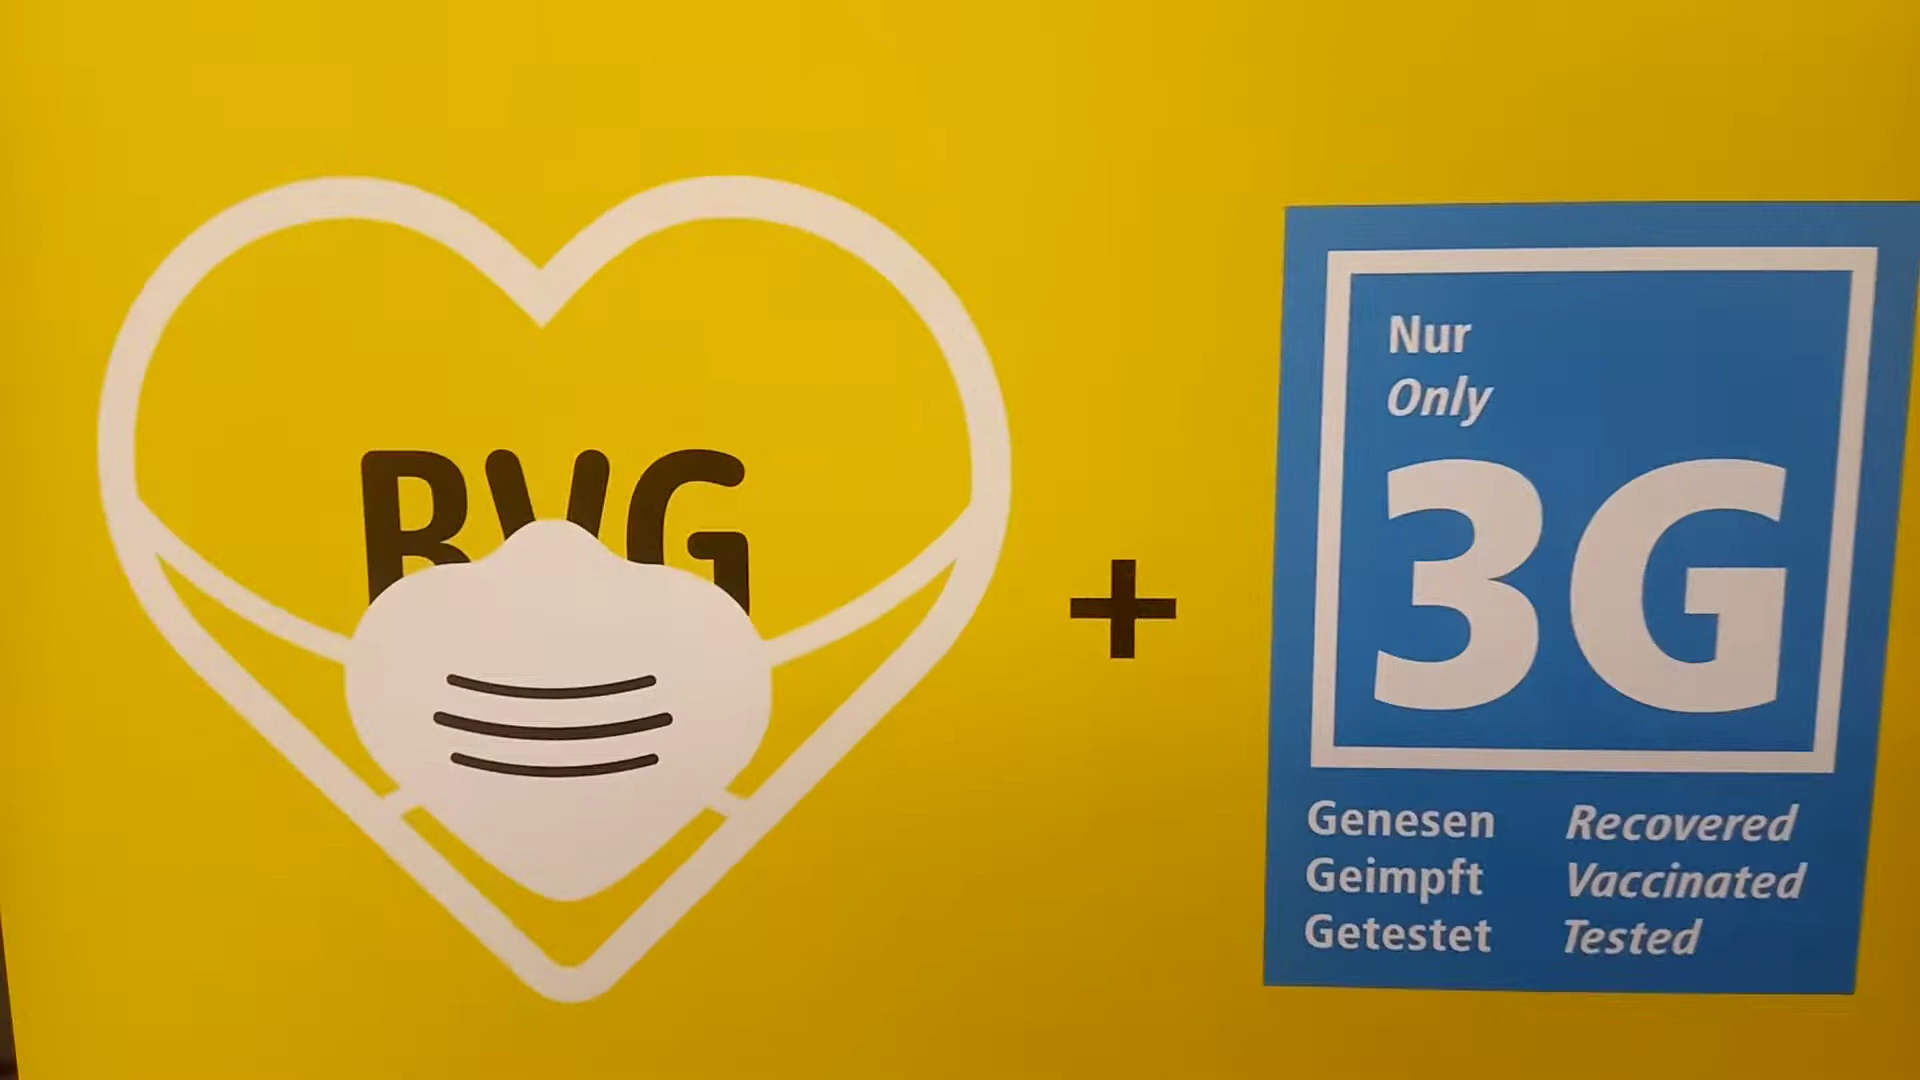 BVG
+
Nur
Only
3G
Genesen Recovered
Geimpft Vaccinated
Getestet Tested